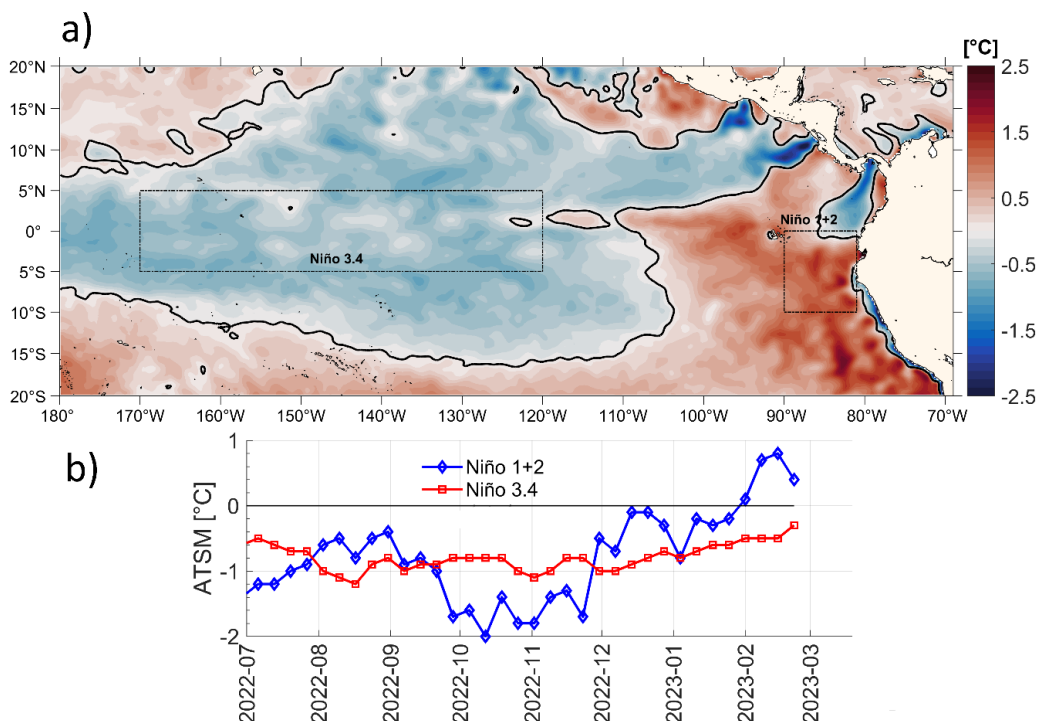 a)
[°C]
20°N
15°N
10°N
5°N
0°
5°S
10°S
15°S
20°S
180
170°W
160°W
150°W
140°W
130°W
120°W
110°W
100°W
90°W
80°W
70°W
Niño 3.4
Niño 1+2
2.5
1.5
0.5
-0.5
-1.5
-2.5
b)
Niño 1+2
Niño 3.4
ATSM [°C]
1
0
-1
-2
2022-07
2022-08
2022-09
2022-10
2022-11
2022-12
2023-01
2023-02
2023-03